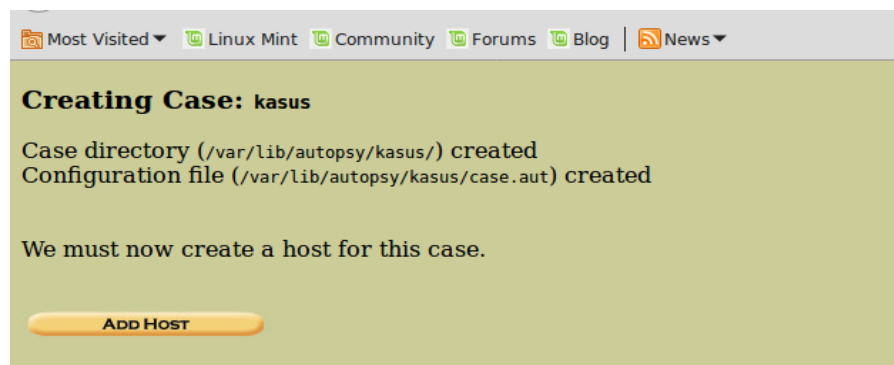 Most Visited Linux Mint Community Forums Blog News
Creating Case: kasus
Case directory (/var/lib/autopsy/kasus/) created
Configuration file (/var/lib/autopsy/kasus/case.aut) created
We must now create a host for this case.
ADD HOST